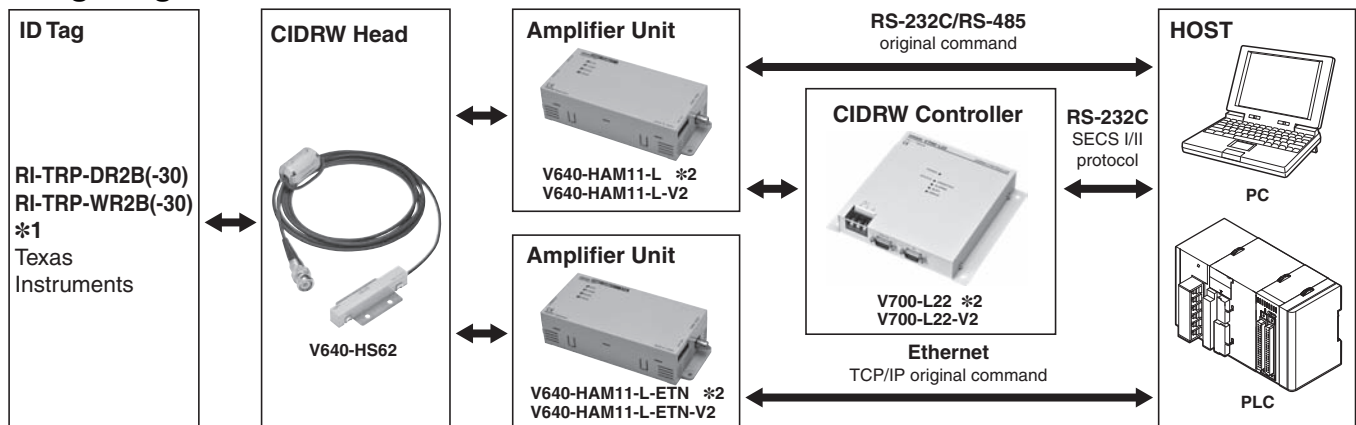 ID Tag
RI-TRP-DR2B(-30)
RI-TRP-WR2B(-30)
✻1
Texas
Instruments
CIDRW Head
V640-HS62
Amplifier Unit
V640-HAM11-L ✻2
V640-HAM11-L-V2
Amplifier Unit
V640-HAM11-L-ETN ✻2
V640-HAM11-L-ETN-V2
RS-232C/RS-485
original command
CIDRW Controller
V700-L22 ✻2
V700-L22-V2
RS-232C
SECS I/II
protocol
Ethernet
TCP/IP original command
HOST
PC
PLC